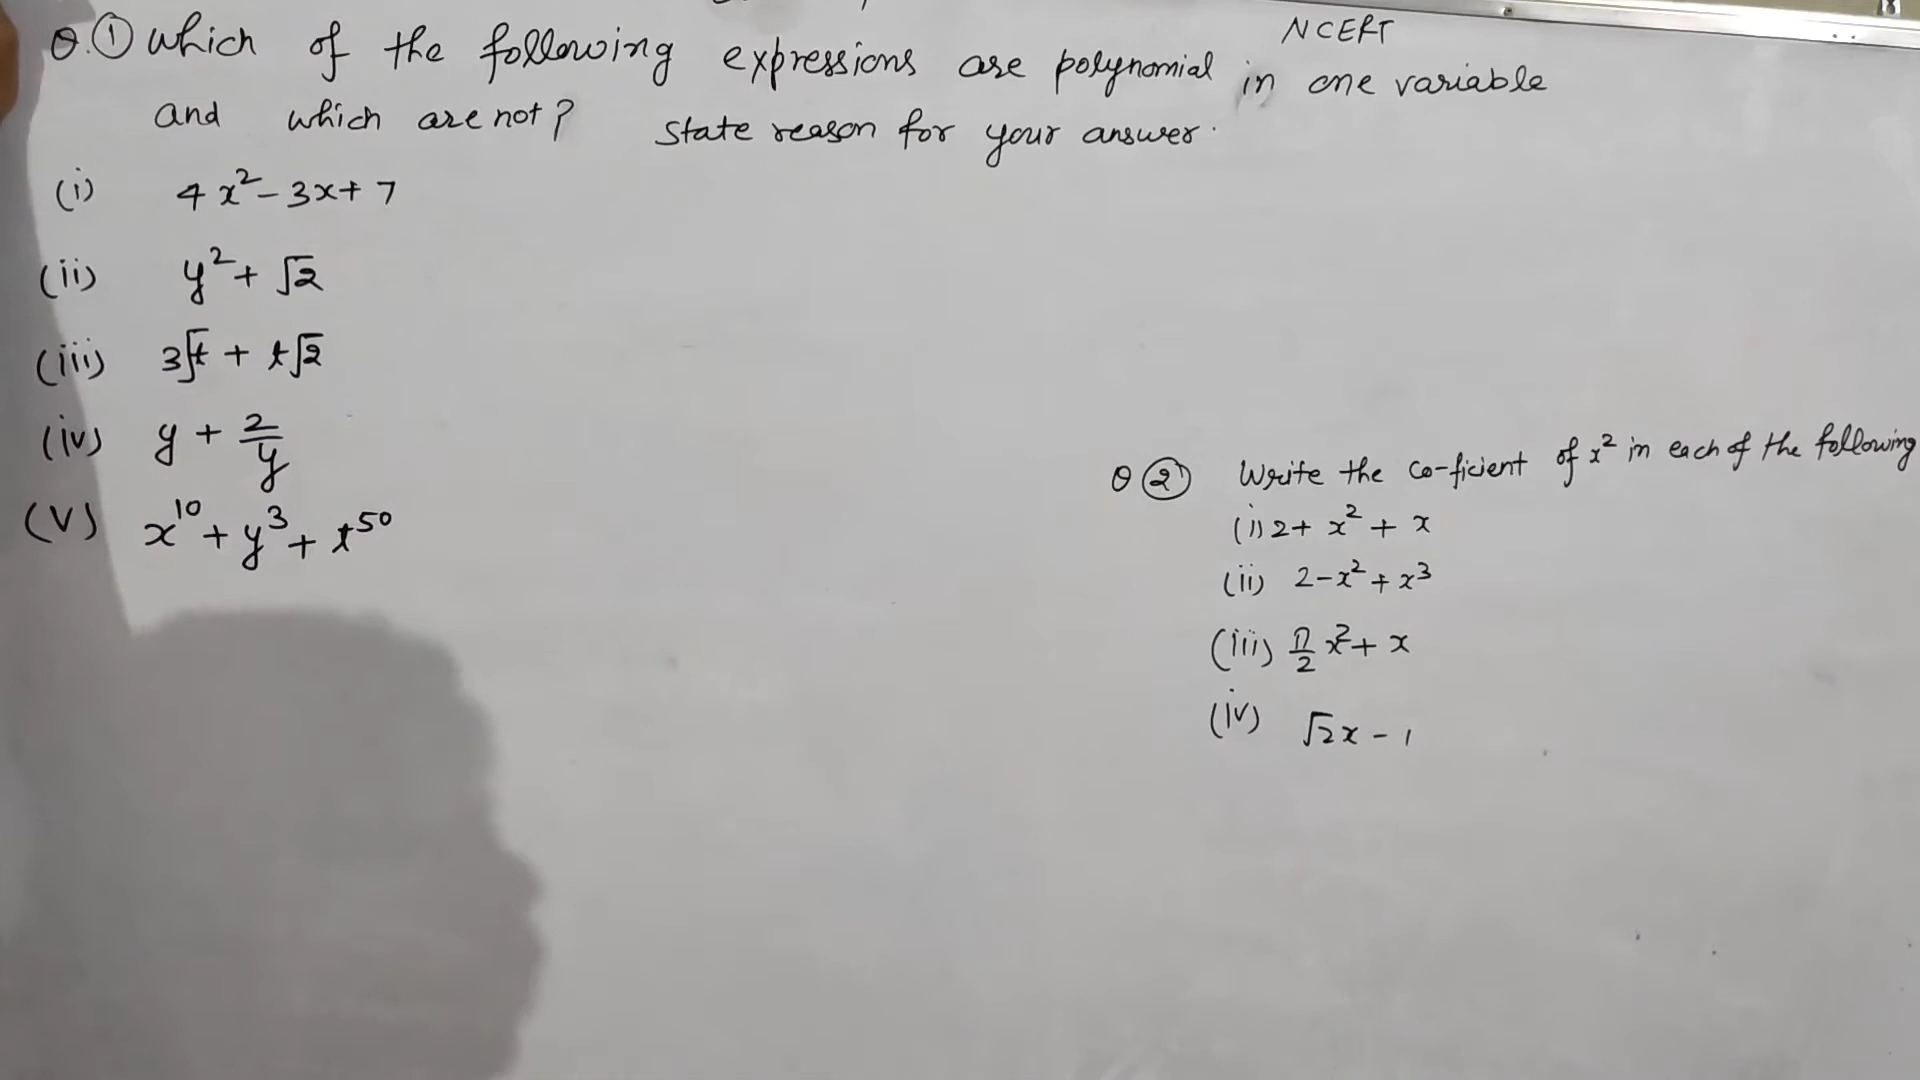 NCERT
Q.① Which of the following expressions are polynomial in one variable
and which are not? State reason for your answer.
(i) 4x² - 3x + 7
(ii) y² + √2
(iii) 3√t + t√2
(iv) y + 2/y
(v) x¹⁰ + y³ + t⁵⁰
Q② Write the co-ficient of x² in each of the following
(i) 2 + x² + x
(ii) 2 - x² + x³
(iii) π/2 x² + x
(iv) √2x - 1